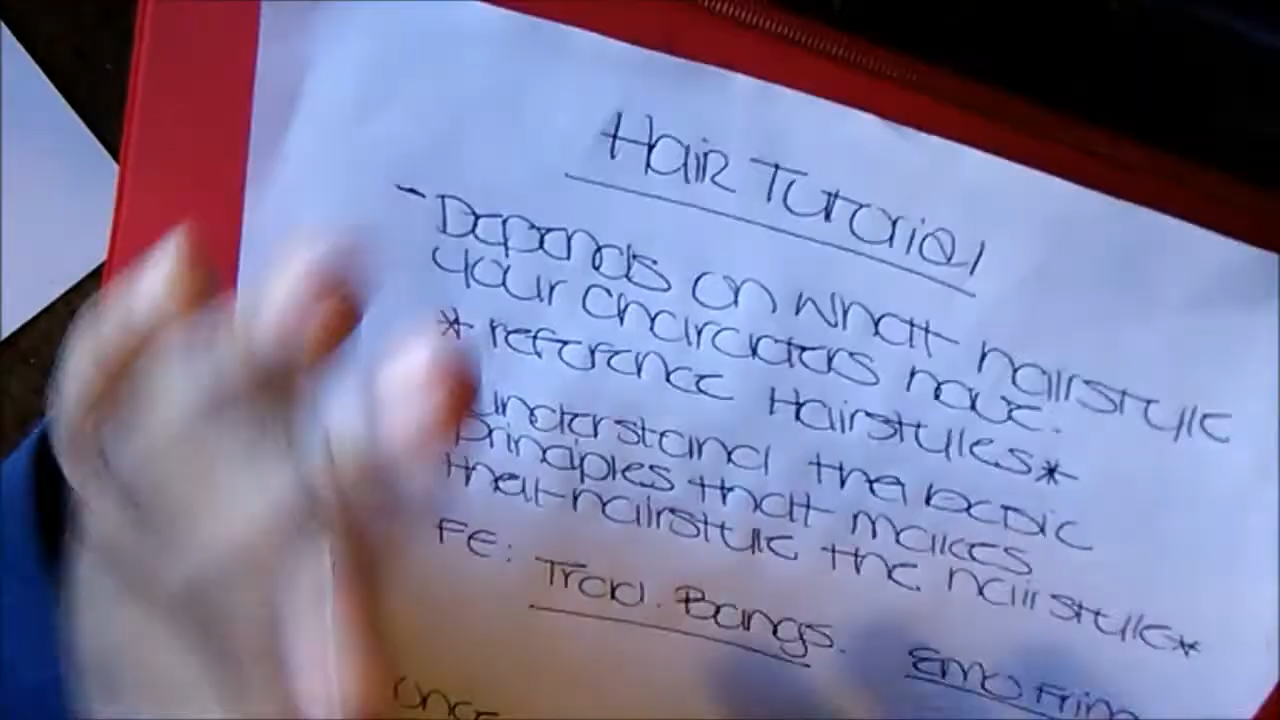 Hair Tutorial
- Depends on what hairstyle
your characters have.
* reference Hairstyles*
understand the basic
principles that makes
that hairstyle the hairstyle*
FE: Trad. Bangs. Emo Frin
once